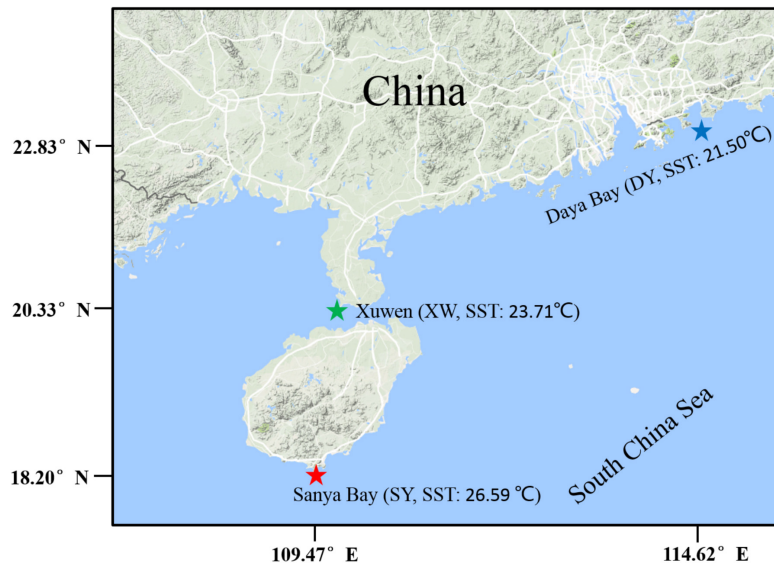 China
22.83° N
Daya Bay (DY, SST: 21.50℃)
20.33° N
Xuwen (XW, SST: 23.71℃)
South China Sea
18.20° N
Sanya Bay (SY, SST: 26.59 ℃)
109.47° E
114.62° E